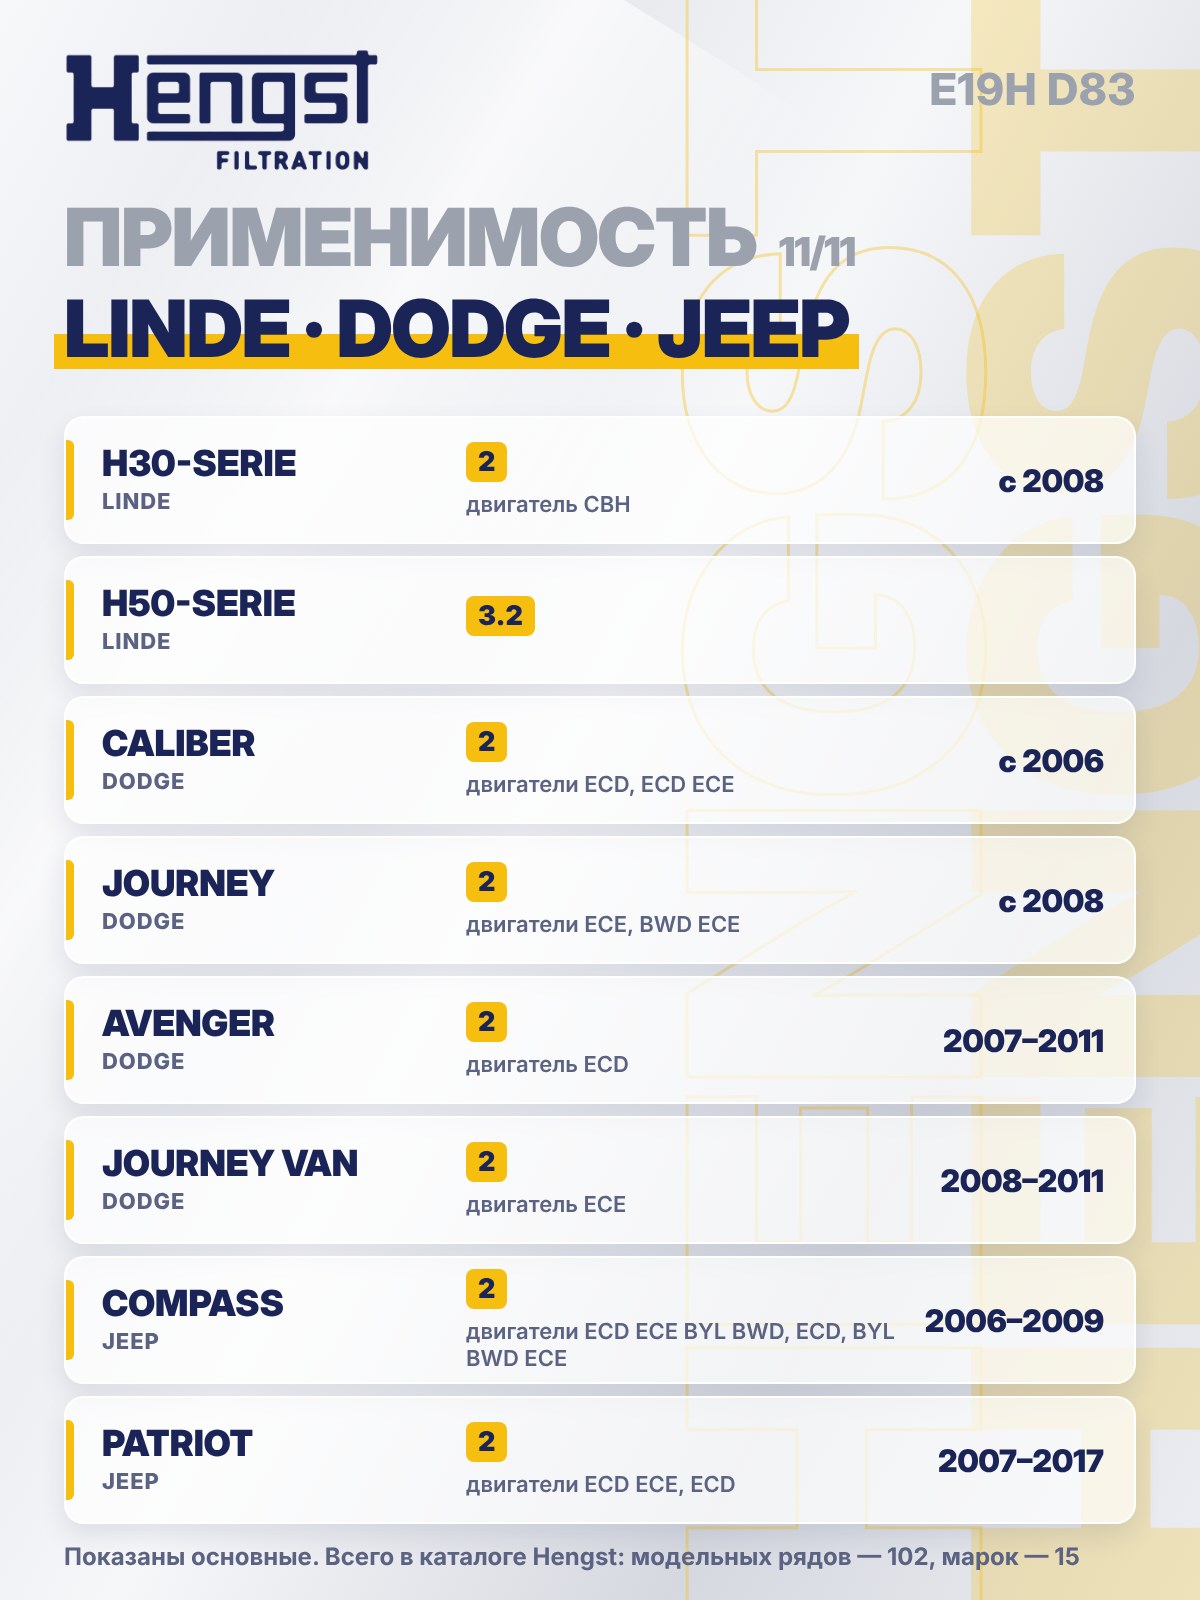 Hengst
FILTRATION
E19H D83
ПРИМЕНИМОСТЬ 11/11
LINDE · DODGE · JEEP
H30-SERIE
LINDE
2
двигатель CBH
с 2008
H50-SERIE
LINDE
3.2
CALIBER
DODGE
2
двигатели ECD, ECD ECE
с 2006
JOURNEY
DODGE
2
двигатели ECE, BWD ECE
с 2008
AVENGER
DODGE
2
двигатель ECD
2007–2011
JOURNEY VAN
DODGE
2
двигатель ECE
2008–2011
COMPASS
JEEP
2
двигатели ECD ECE BYL BWD, ECD, BYL
BWD ECE
2006–2009
PATRIOT
JEEP
2
двигатели ECD ECE, ECD
2007–2017
Показаны основные. Всего в каталоге Hengst: модельных рядов — 102, марок — 15
HENGST
HENGST